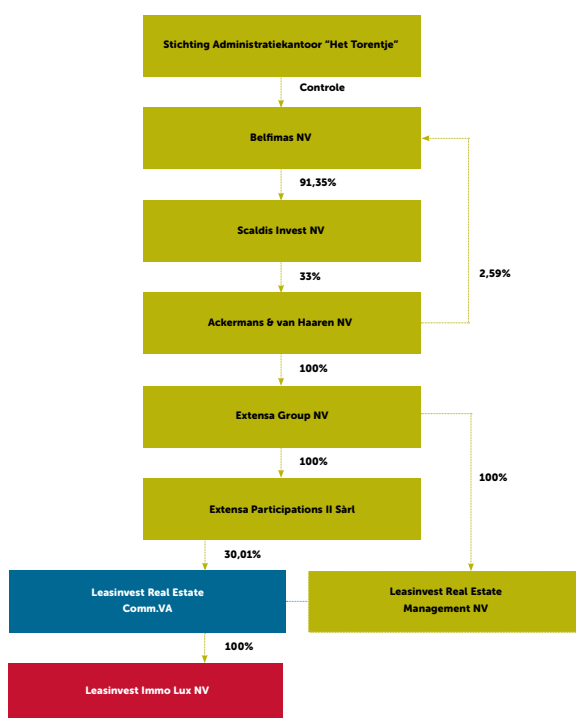 Stichting Administratiekantoor “Het Torentje”
Controle
Belfimas NV
91,35%
Scaldis Invest NV
33%
2,59%
Ackermans & van Haaren NV
100%
Extensa Group NV
100%
100%
Extensa Participations II Sàrl
30,01%
Leasinvest Real Estate
Comm.VA
Leasinvest Real Estate
Management NV
100%
Leasinvest Immo Lux NV